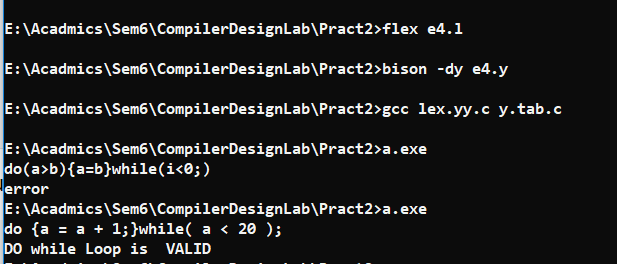 E:\Acadmics\Sem6\CompilerDesignLab\Pract2>flex e4.l
E:\Acadmics\Sem6\CompilerDesignLab\Pract2>bison -dy e4.y
E:\Acadmics\Sem6\CompilerDesignLab\Pract2>gcc lex.yy.c y.tab.c
E:\Acadmics\Sem6\CompilerDesignLab\Pract2>a.exe
do(a>b){a=b}while(i<0;)
error
E:\Acadmics\Sem6\CompilerDesignLab\Pract2>a.exe
do {a = a + 1;}while( a < 20 );
DO while Loop is  VALID